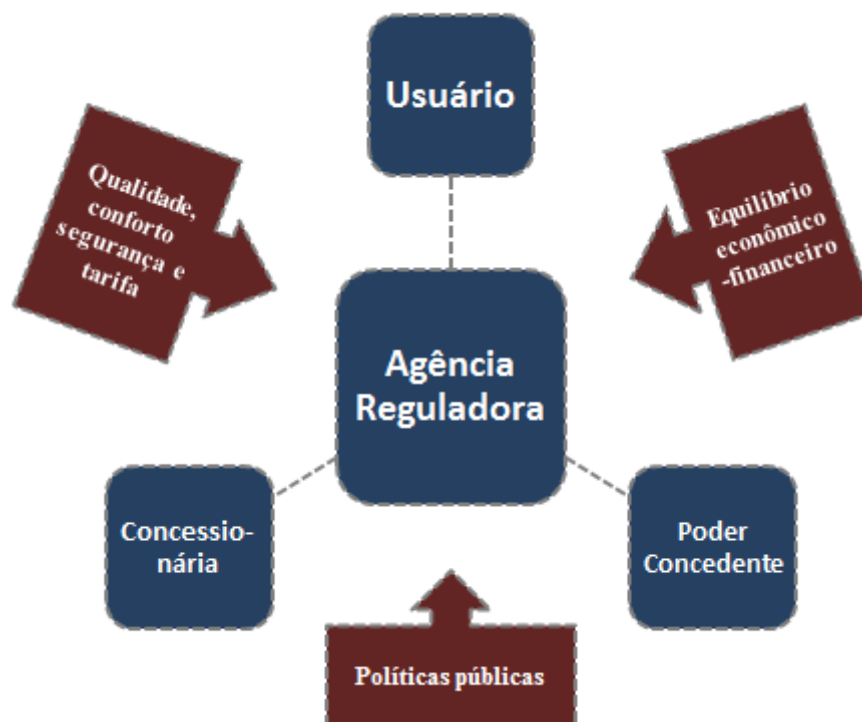 Usuário
Qualidade,
conforto
segurança e
tarifa
Equilíbrio
econômico
-financeiro
Agência
Reguladora
Concessio-
nária
Poder
Concedente
Políticas públicas